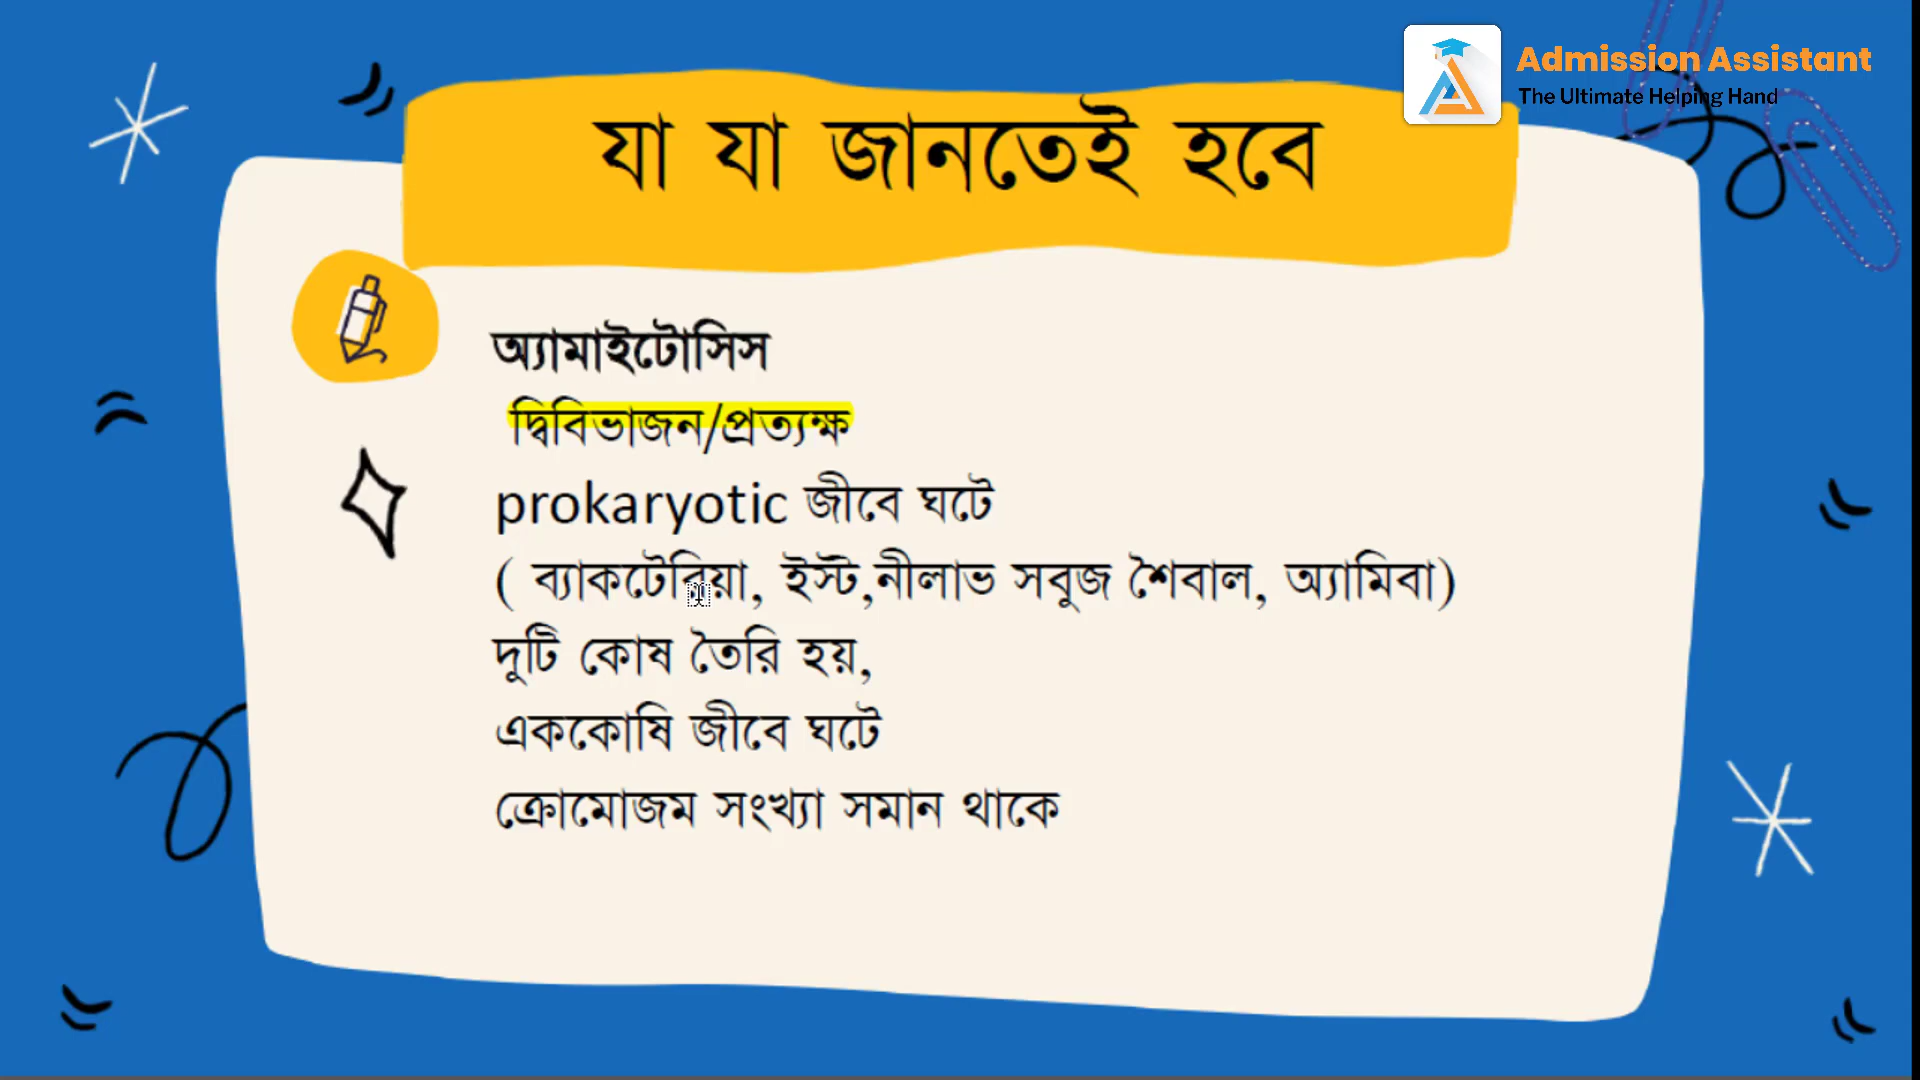 Admission Assistant
The Ultimate Helping Hand
যা যা জানতেই হবে
অ্যামাইটোসিস
দ্বিবিভাজন/প্রত্যক্ষ
prokaryotic জীবে ঘটে
( ব্যাকটেরিয়া, ইস্ট,নীলাভ সবুজ শৈবাল, অ্যামিবা)
দুটি কোষ তৈরি হয়,
এককোষি জীবে ঘটে
ক্রোমোজম সংখ্যা সমান থাকে